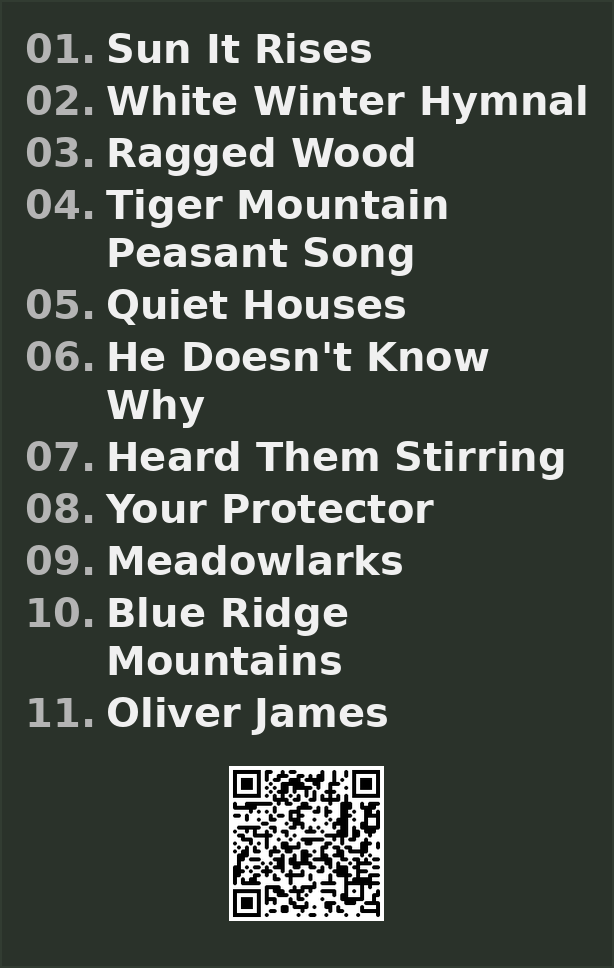 01. Sun It Rises
02. White Winter Hymnal
03. Ragged Wood
04. Tiger Mountain
Peasant Song
05. Quiet Houses
06. He Doesn't Know
Why
07. Heard Them Stirring
08. Your Protector
09. Meadowlarks
10. Blue Ridge
Mountains
11. Oliver James